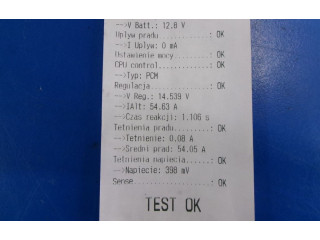 -->V Batt.: 12.8 V
Upływ prądu............: OK
-->I Upływ: 0 mA
Ustawienie mocy........: OK
CPU control............: OK
-->Typ: PCM
Regulacja..............: OK
-->V Reg.: 14.539 V
-->IAlt: 54.63 A
-->Czas reakcji: 1.106 s
Tętnienia prądu........: OK
-->Tętnienie: 0.08 A
-->Średni prąd: 54.05 A
Tętnienia napięcia.....: OK
-->Napięcie: 398 mV
Sense..................: OK
TEST OK